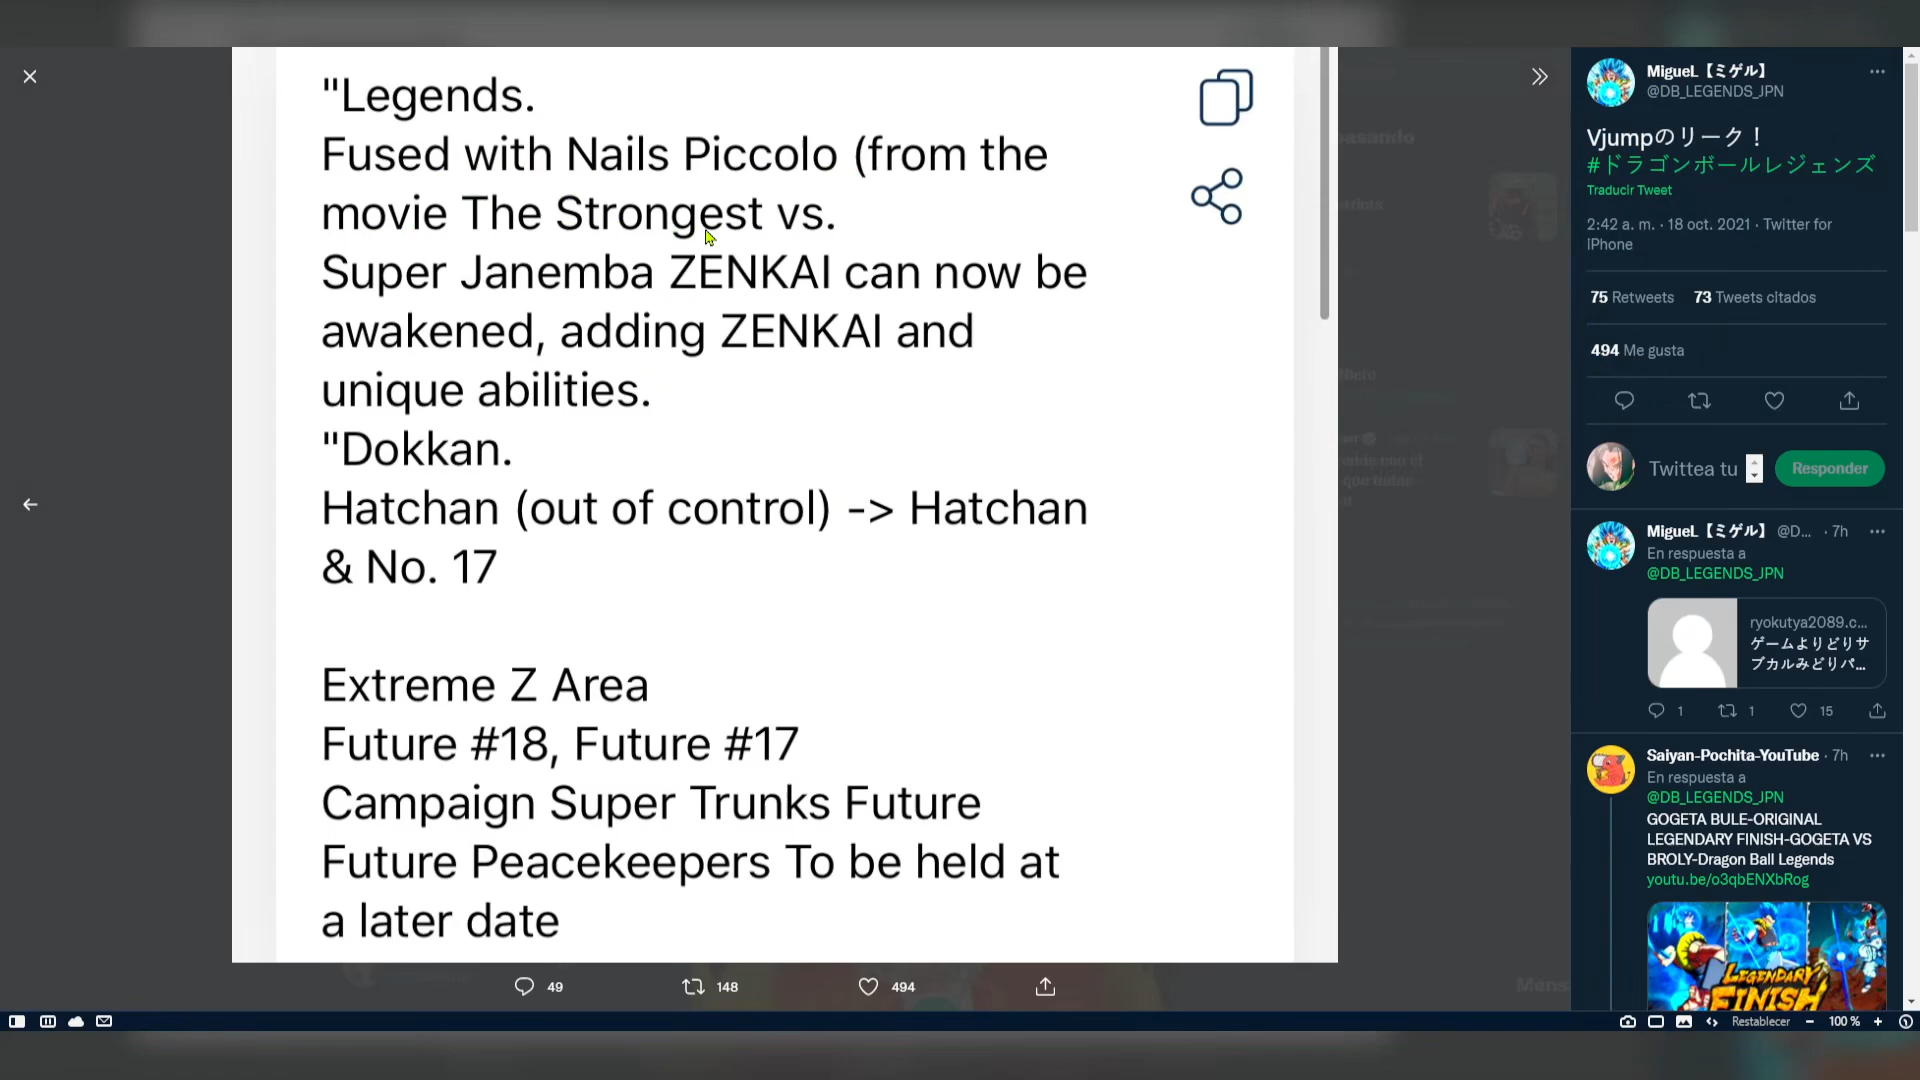 "Legends.
Fused with Nails Piccolo (from the
movie The Strongest vs.
Super Janemba ZENKAI can now be
awakened, adding ZENKAI and
unique abilities.
"Dokkan.
Hatchan (out of control) -> Hatchan
& No. 17
Extreme Z Area
Future #18, Future #17
Campaign Super Trunks Future
Future Peacekeepers To be held at
a later date
49
148
494
MigueL【ミゲル】
@DB_LEGENDS_JPN
Vjumpのリーク！
#ドラゴンボールレジェンズ
Traducir Tweet
2:42 a. m. · 18 oct. 2021 · Twitter for
iPhone
75 Retweets 73 Tweets citados
494 Me gusta
Twittea tu
Responder
MigueL【ミゲル】 @D... · 7h
En respuesta a
@DB_LEGENDS_JPN
ryokutya2089.c...
ゲームよりどりサ
ブカルみどりパ...
1 1 15
Saiyan-Pochita-YouTube · 7h
En respuesta a
@DB_LEGENDS_JPN
GOGETA BULE-ORIGINAL
LEGENDARY FINISH-GOGETA VS
BROLY-Dragon Ball Legends
youtu.be/o3qbENXbRog
LEGENDARY
FINISH
Restablecer
100 %